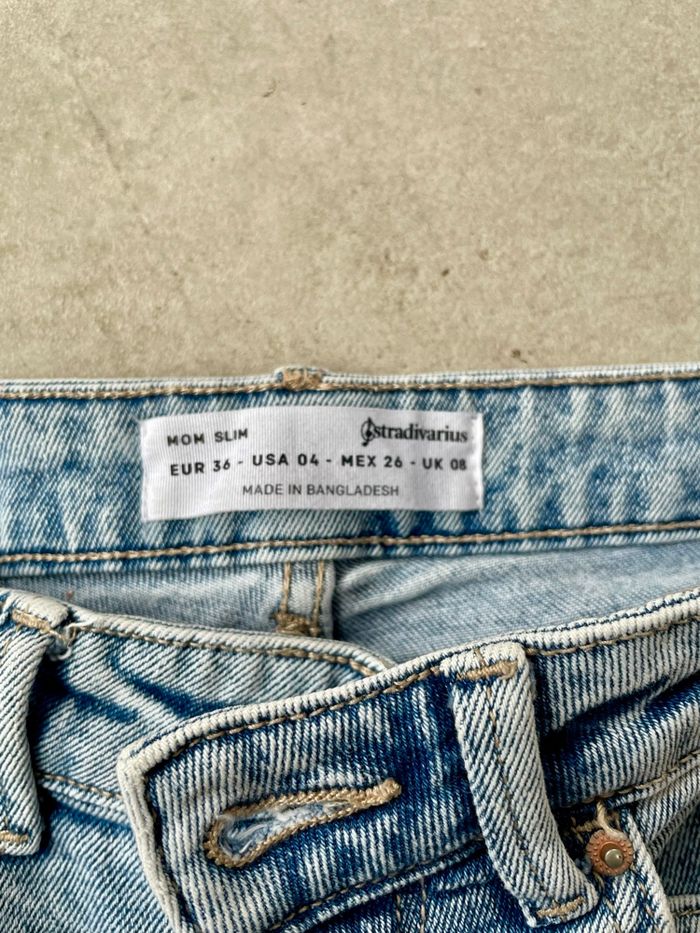 MOM SLIM stradivarius
EUR 36 - USA 04 - MEX 26 - UK 08
MADE IN BANGLADESH